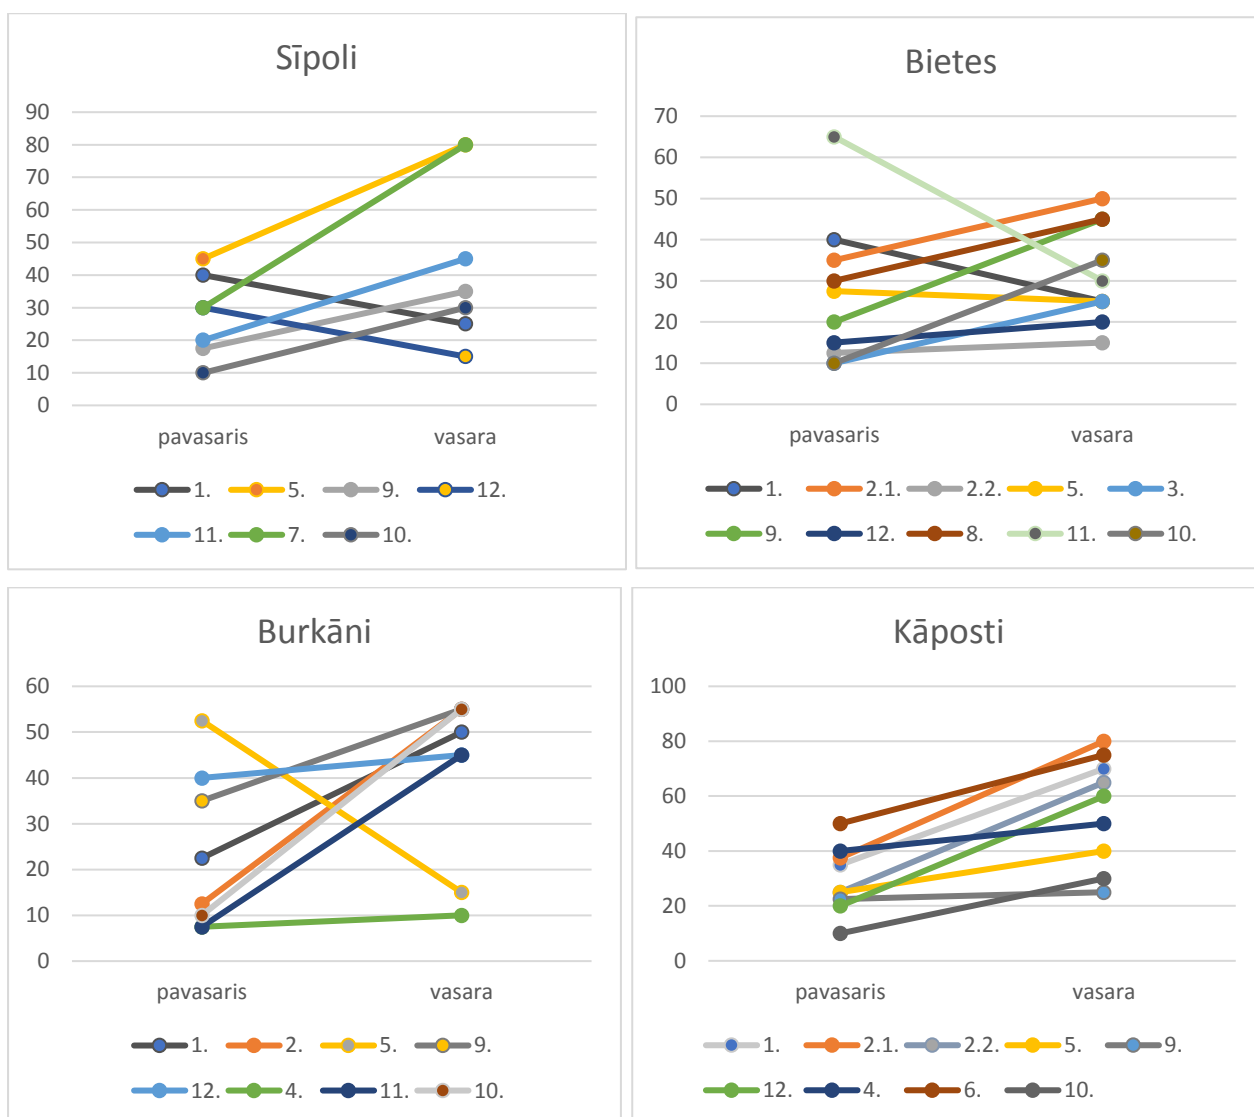 Sīpoli
90
80
70
60
50
40
30
20
10
0
pavasaris vasara
1. 5. 9. 12.
11. 7. 10.
Bietes
70
60
50
40
30
20
10
0
pavasaris vasara
1. 2.1. 2.2. 5. 3.
9. 12. 8. 11. 10.
Burkāni
60
50
40
30
20
10
0
pavasaris vasara
1. 2. 5. 9.
12. 4. 11. 10.
Kāposti
100
80
60
40
20
0
pavasaris vasara
1. 2.1. 2.2. 5. 9.
12. 4. 6. 10.